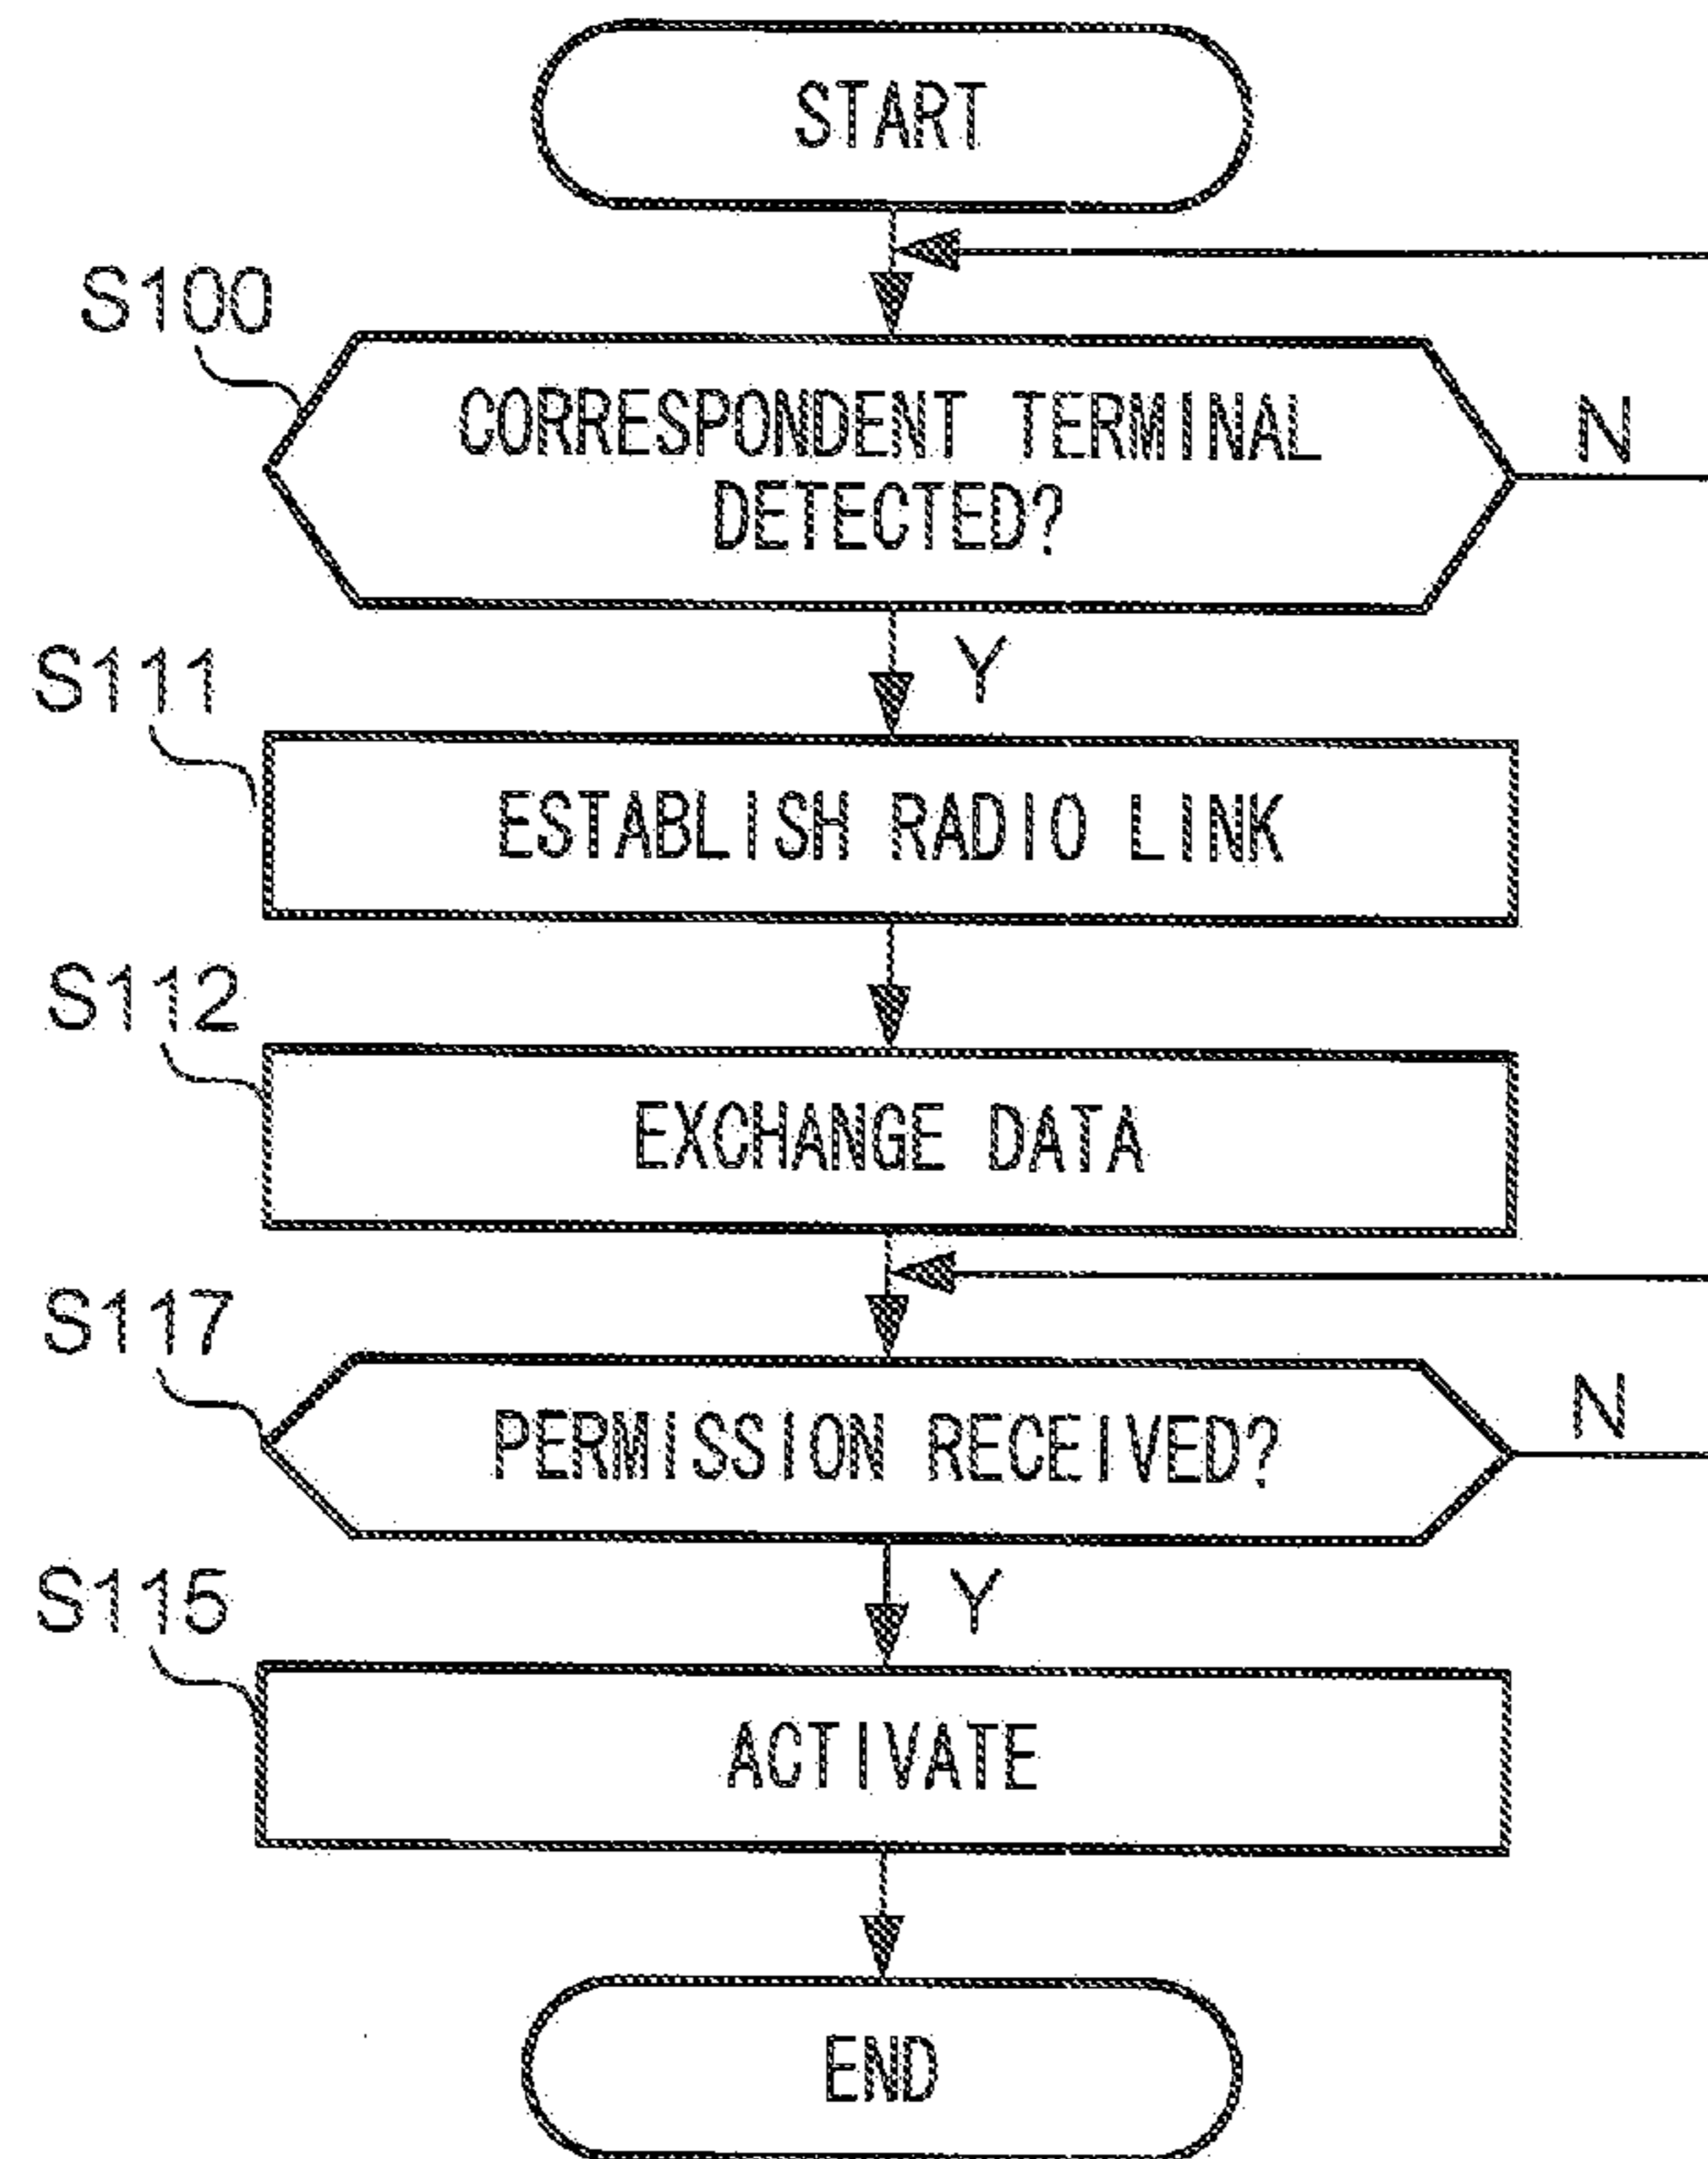 START
S100
CORRESPONDENT TERMINAL
DETECTED?
N
Y
S111
ESTABLISH RADIO LINK
S112
EXCHANGE DATA
S117
PERMISSION RECEIVED?
N
Y
S115
ACTIVATE
END